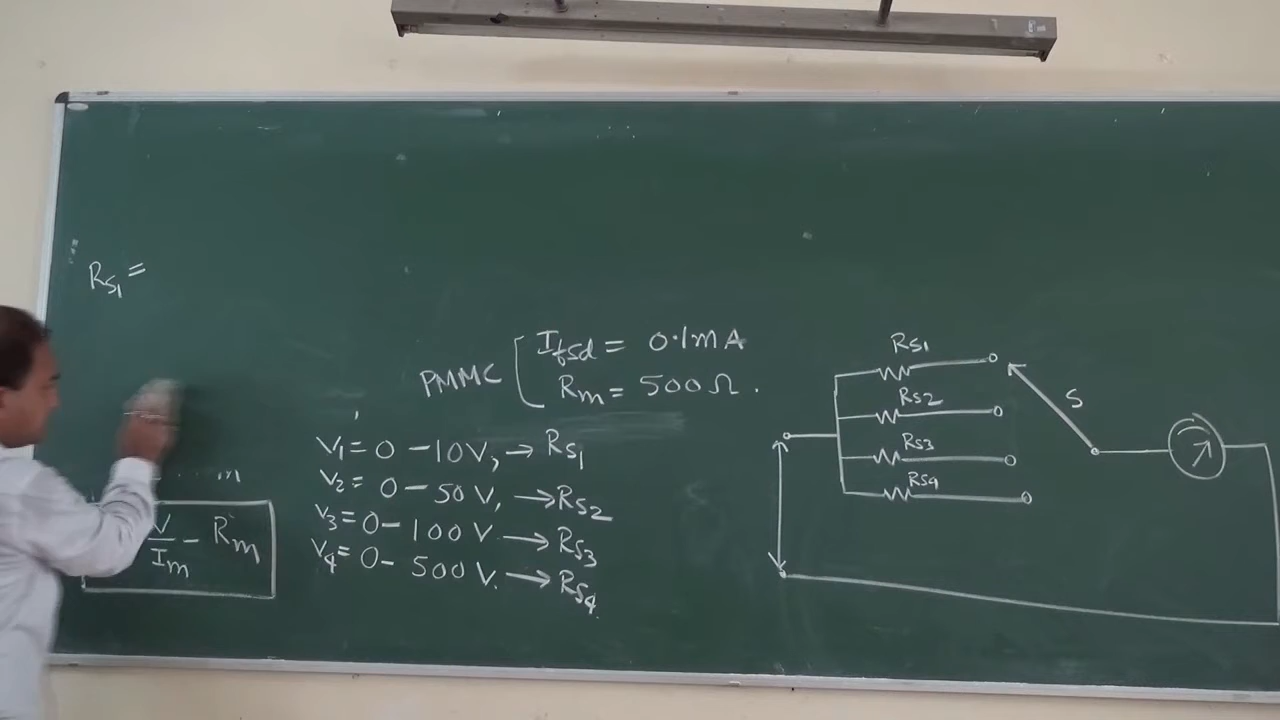 Rs1 =
PMMC
Ifsd = 0.1mA
Rm = 500Ω.
V1 = 0 – 10V, → Rs1
V2 = 0 – 50 V, → Rs2
V3 = 0 – 100 V → Rs3
V4 = 0 – 500 V. → Rs4
V/Im – Rm
Rs1
Rs2
Rs3
Rs4
S